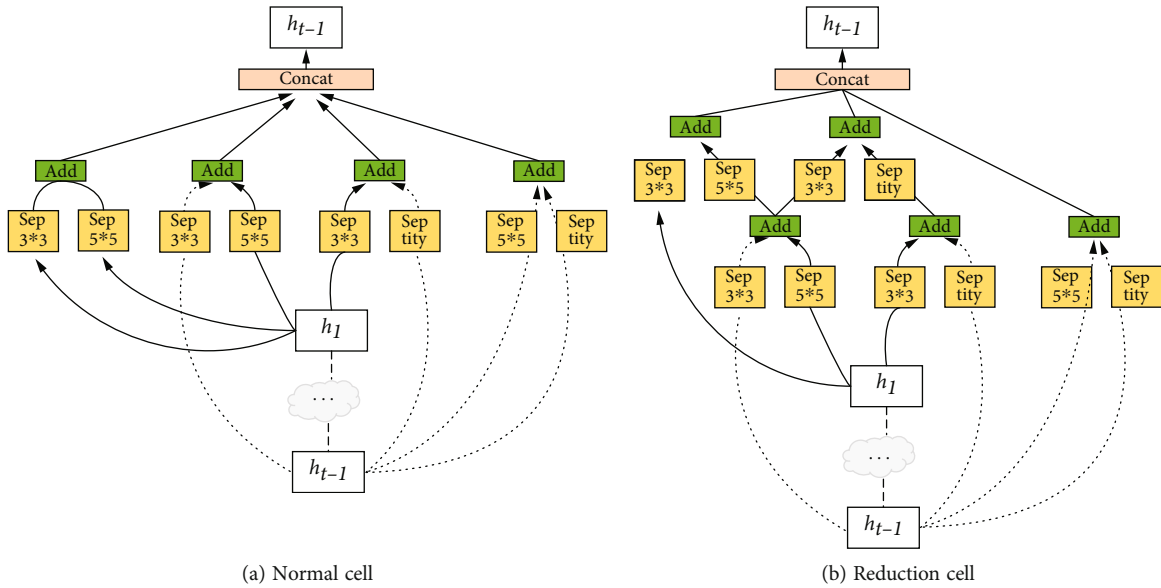 h_{t-1}
Concat
Add
Add
Add
Add
Sep
3*3
Sep
5*5
Sep
3*3
Sep
5*5
Sep
3*3
Sep
tity
Sep
5*5
Sep
tity
h_1
...
h_{t-1}
(a) Normal cell
h_{t-1}
Concat
Add
Add
Sep
3*3
Sep
5*5
Sep
3*3
Sep
tity
Add
Add
Add
Sep
3*3
Sep
5*5
Sep
3*3
Sep
tity
Sep
5*5
Sep
tity
h_1
...
h_{t-1}
(b) Reduction cell